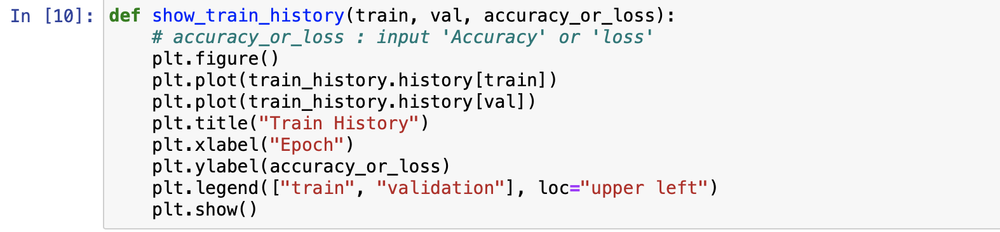 In [10]: def show_train_history(train, val, accuracy_or_loss):
    # accuracy_or_loss : input 'Accuracy' or 'loss'
    plt.figure()
    plt.plot(train_history.history[train])
    plt.plot(train_history.history[val])
    plt.title("Train History")
    plt.xlabel("Epoch")
    plt.ylabel(accuracy_or_loss)
    plt.legend(["train", "validation"], loc="upper left")
    plt.show()